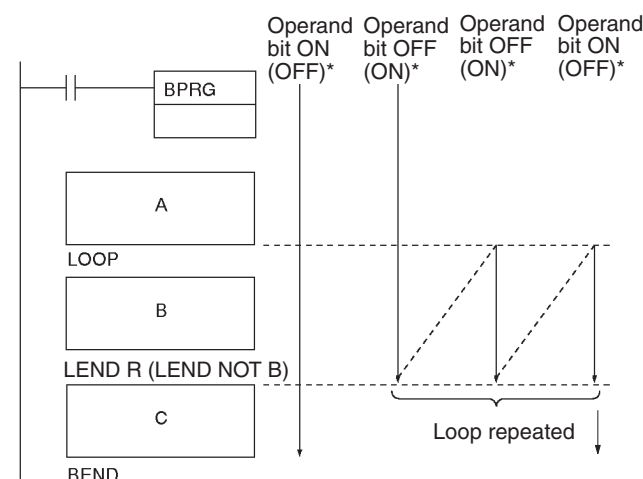 Operand bit ON (OFF)*
Operand bit OFF (ON)*
Operand bit OFF (ON)*
Operand bit ON (OFF)*
BPRG
A
LOOP
B
LEND R (LEND NOT B)
C
Loop repeated
BEND